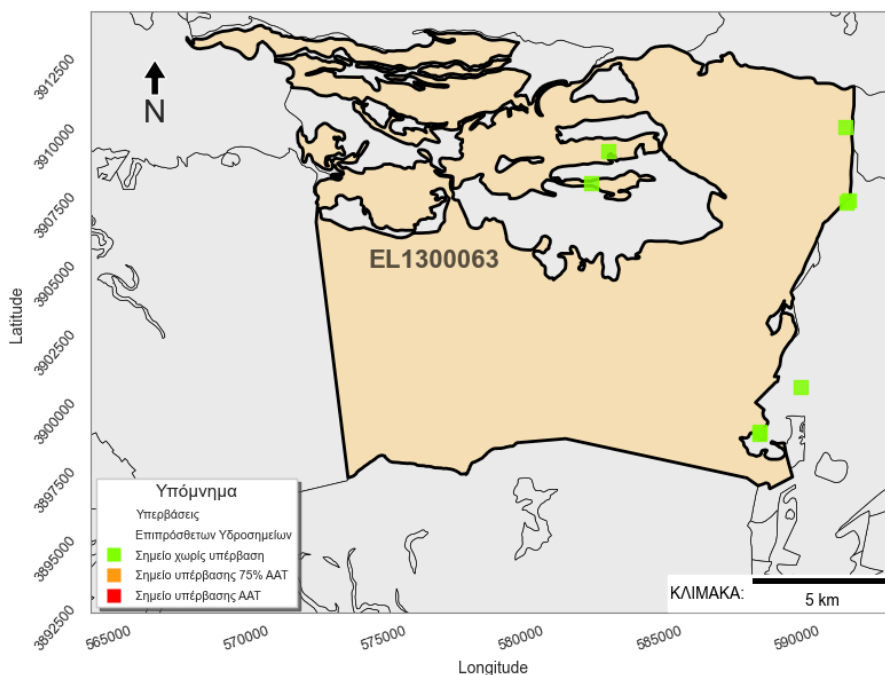 3912500
3910000
3907500
3905000
3902500
3900000
3897500
3895000
3892500
Latitude
N
EL1300063
Υπόμνημα
Υπερβάσεις
Επιπρόσθετων Υδροσημείων
Σημείο χωρίς υπέρβαση
Σημείο υπέρβασης 75% ΑΑΤ
Σημείο υπέρβασης ΑΑΤ
ΚΛΙΜΑΚΑ:
5 km
565000
570000
575000
580000
585000
590000
Longitude